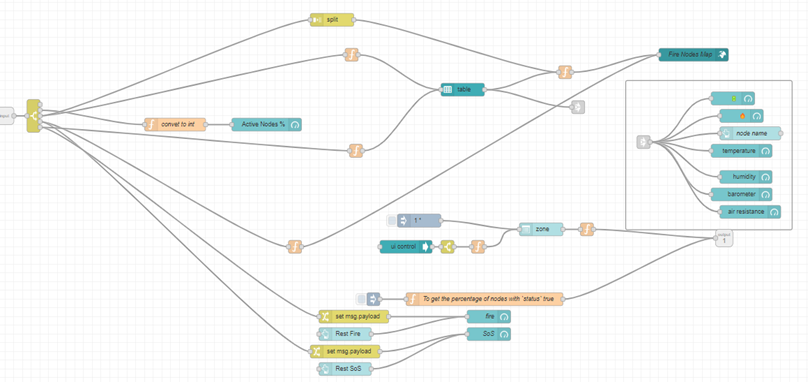 split
Fire Nodes Map
table
convet to int
Active Nodes %
node name
temperature
humidity
barometer
air resistance
1 "
zone
ui control
1
To get the percentage of nodes with 'status' true
set msg.payload
fire
Rest Fire
SoS
set msg.payload
Rest SoS